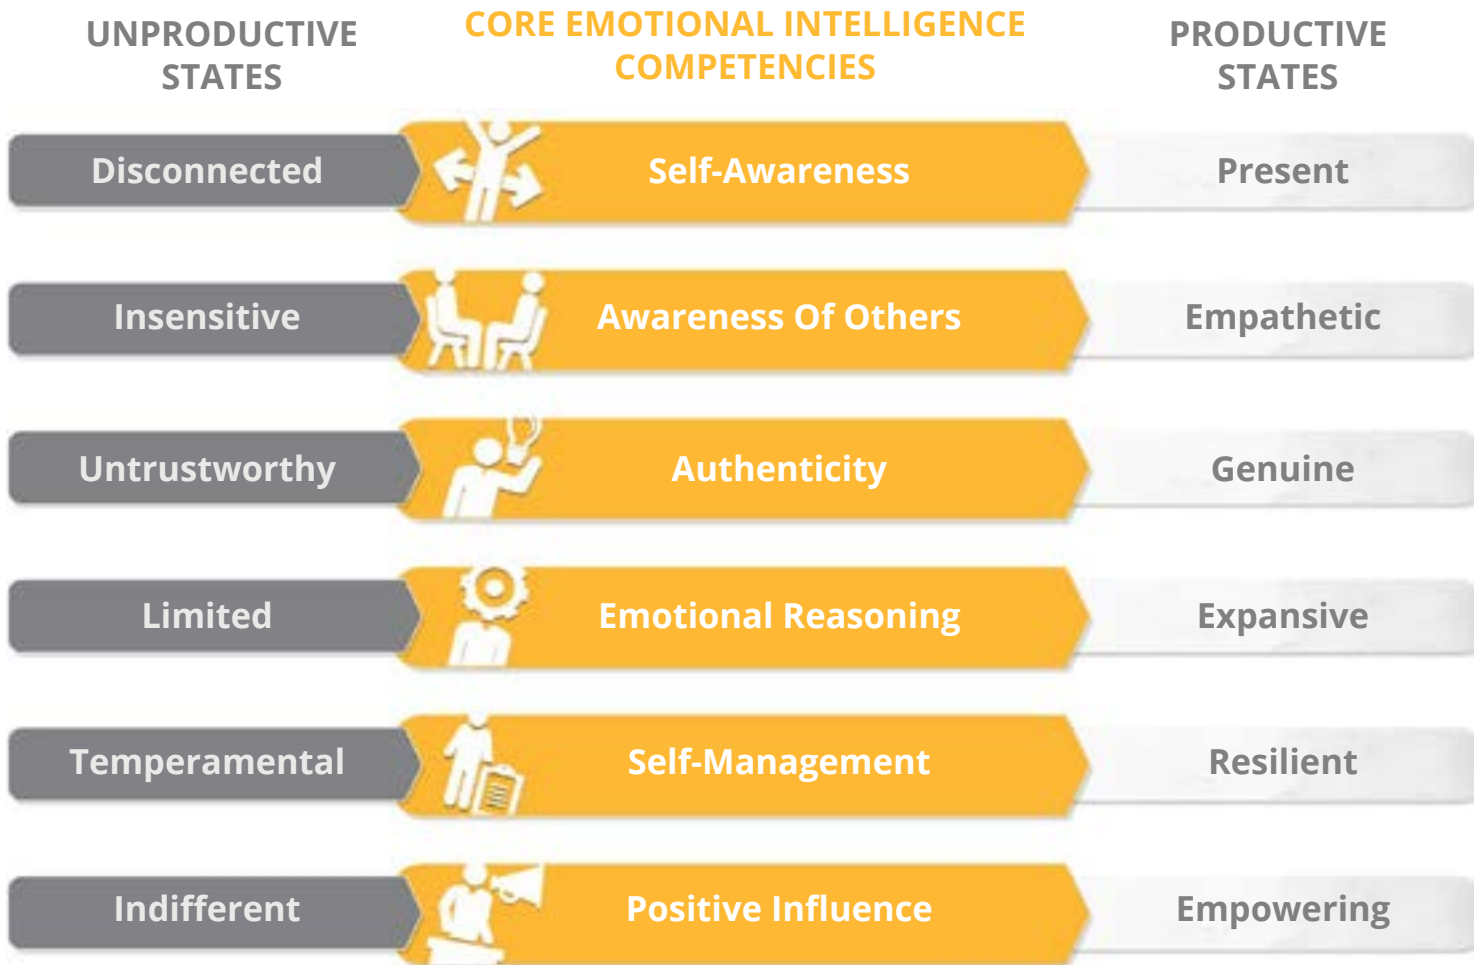 UNPRODUCTIVE
STATES
CORE EMOTIONAL INTELLIGENCE
COMPETENCIES
PRODUCTIVE
STATES
Disconnected
Self-Awareness
Present
Insensitive
Awareness Of Others
Empathetic
Untrustworthy
Authenticity
Genuine
Limited
Emotional Reasoning
Expansive
Temperamental
Self-Management
Resilient
Indifferent
Positive Influence
Empowering